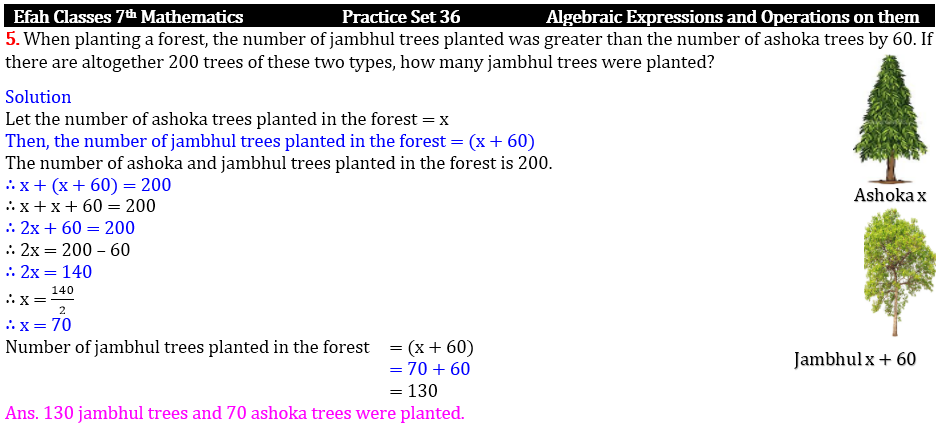 Efah Classes 7th Mathematics Practice Set 36 Algebraic Expressions and Operations on them
5. When planting a forest, the number of jambhul trees planted was greater than the number of ashoka trees by 60. If
there are altogether 200 trees of these two types, how many jambhul trees were planted?
Solution
Let the number of ashoka trees planted in the forest = x
Then, the number of jambhul trees planted in the forest = (x + 60)
The number of ashoka and jambhul trees planted in the forest is 200.
∴ x + (x + 60) = 200
∴ x + x + 60 = 200
∴ 2x + 60 = 200
∴ 2x = 200 – 60
∴ 2x = 140
∴ x = 140/2
∴ x = 70
Number of jambhul trees planted in the forest = (x + 60)
= 70 + 60
= 130
Ans. 130 jambhul trees and 70 ashoka trees were planted.
Ashoka x
Jambhul x + 60